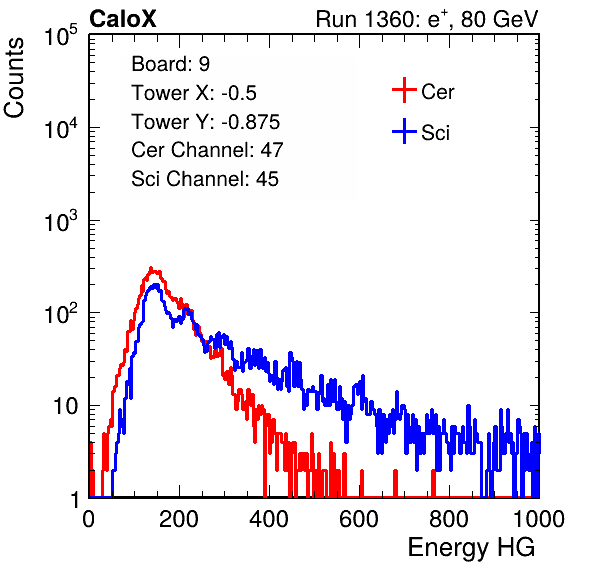 CaloX Run 1360: e⁺, 80 GeV
Counts
Board: 9
Tower X: -0.5
Tower Y: -0.875
Cer Channel: 47
Sci Channel: 45
Cer
Sci
10⁵
10⁴
10³
10²
10
1
0 200 400 600 800 1000
Energy HG